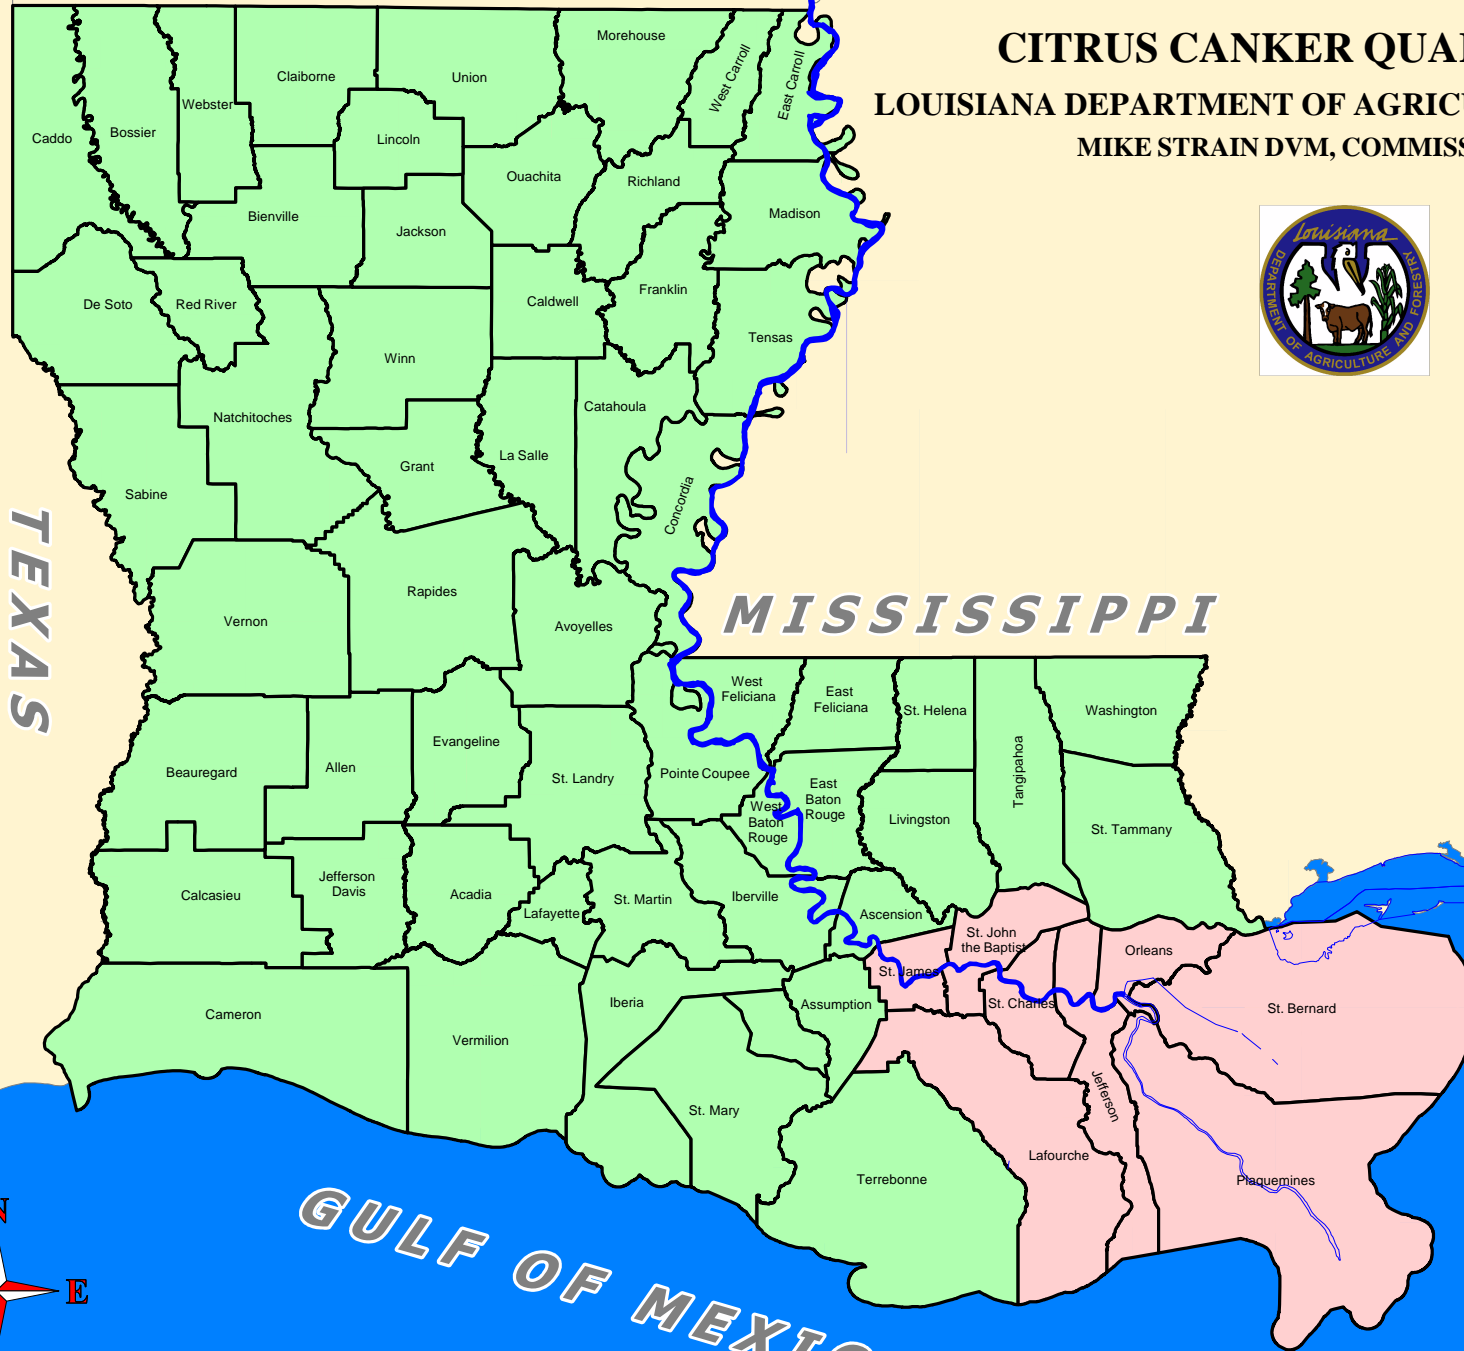 CITRUS CANKER QUA
LOUISIANA DEPARTMENT OF AGRICU
MIKE STRAIN DVM, COMMISS
Louisiana
DEPARTMENT OF AGRICULTURE AND FORESTRY
Morehouse
West Carroll
East Carroll
Claiborne
Union
Webster
Caddo
Bossier
Lincoln
Ouachita
Richland
Bienville
Jackson
Madison
De Soto
Red River
Caldwell
Franklin
Winn
Tensas
Natchitoches
Catahoula
Grant
La Salle
Sabine
Concordia
TEXAS
MISSISSIPPI
Rapides
Vernon
Avoyelles
West
Feliciana
East
Feliciana
St. Helena
Washington
Evangeline
Beauregard
Allen
St. Landry
Pointe Coupee
Tangipahoa
East
Baton
Rouge
West
Baton
Rouge
Livingston
St. Tammany
Jefferson
Davis
Calcasieu
Acadia
Lafayette
St. Martin
Iberville
Ascension
St. John
the Baptist
Orleans
St. James
St. Charles
St. Bernard
Cameron
Iberia
Assumption
Vermilion
St. Mary
Jefferson
Lafourche
Terrebonne
Plaquemines
GULF OF MEXIC
N
E